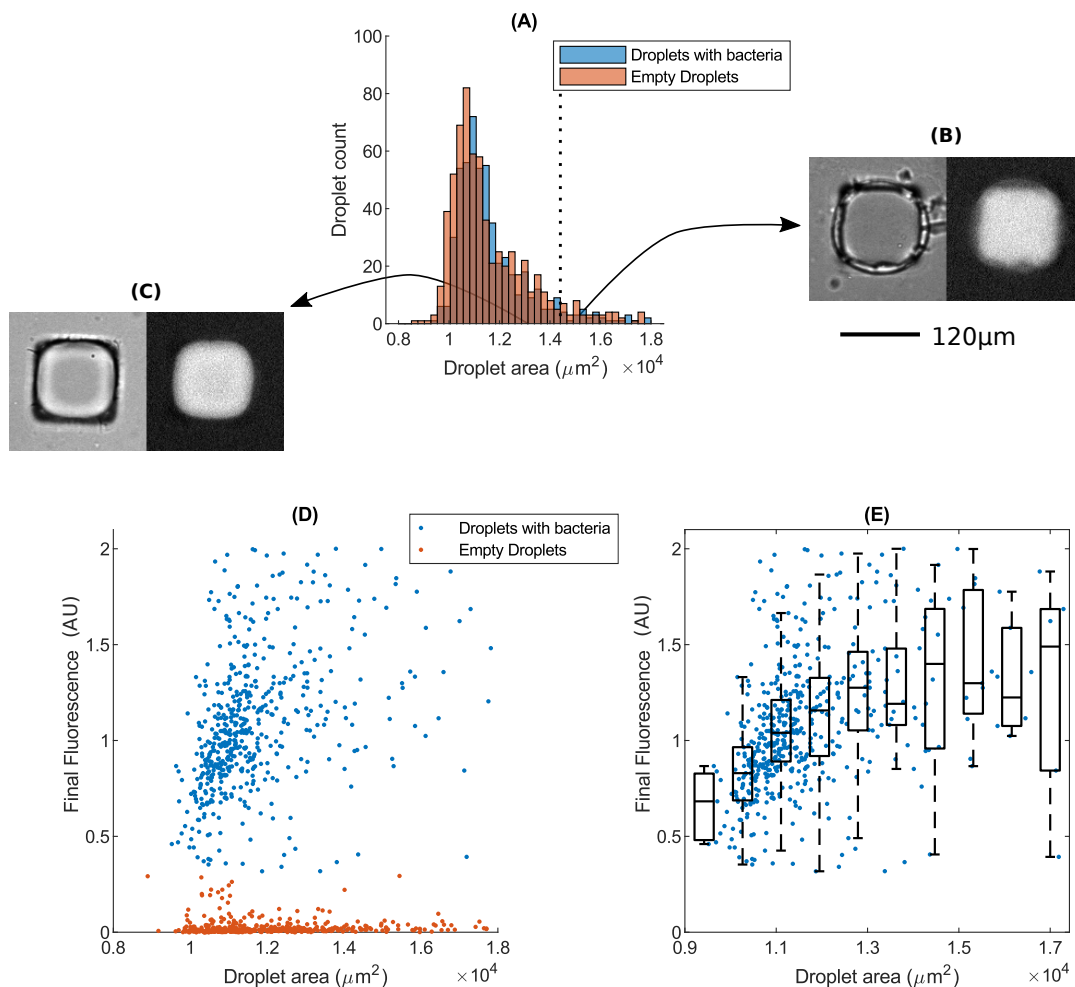 (A)
100
80
60
40
20
0
Droplet count
Droplets with bacteria
Empty Droplets
0.8
1
1.2
1.4
1.6
1.8
Droplet area (μm²)
×10⁴
(B)
120μm
(C)
(D)
Droplets with bacteria
Empty Droplets
2
1.5
1
0.5
0
Final Fluorescence (AU)
0.8
1
1.2
1.4
1.6
1.8
Droplet area (μm²)
×10⁴
(E)
2
1.5
1
0.5
0
Final Fluorescence (AU)
0.9
1.1
1.3
1.5
1.7
Droplet area (μm²)
×10⁴